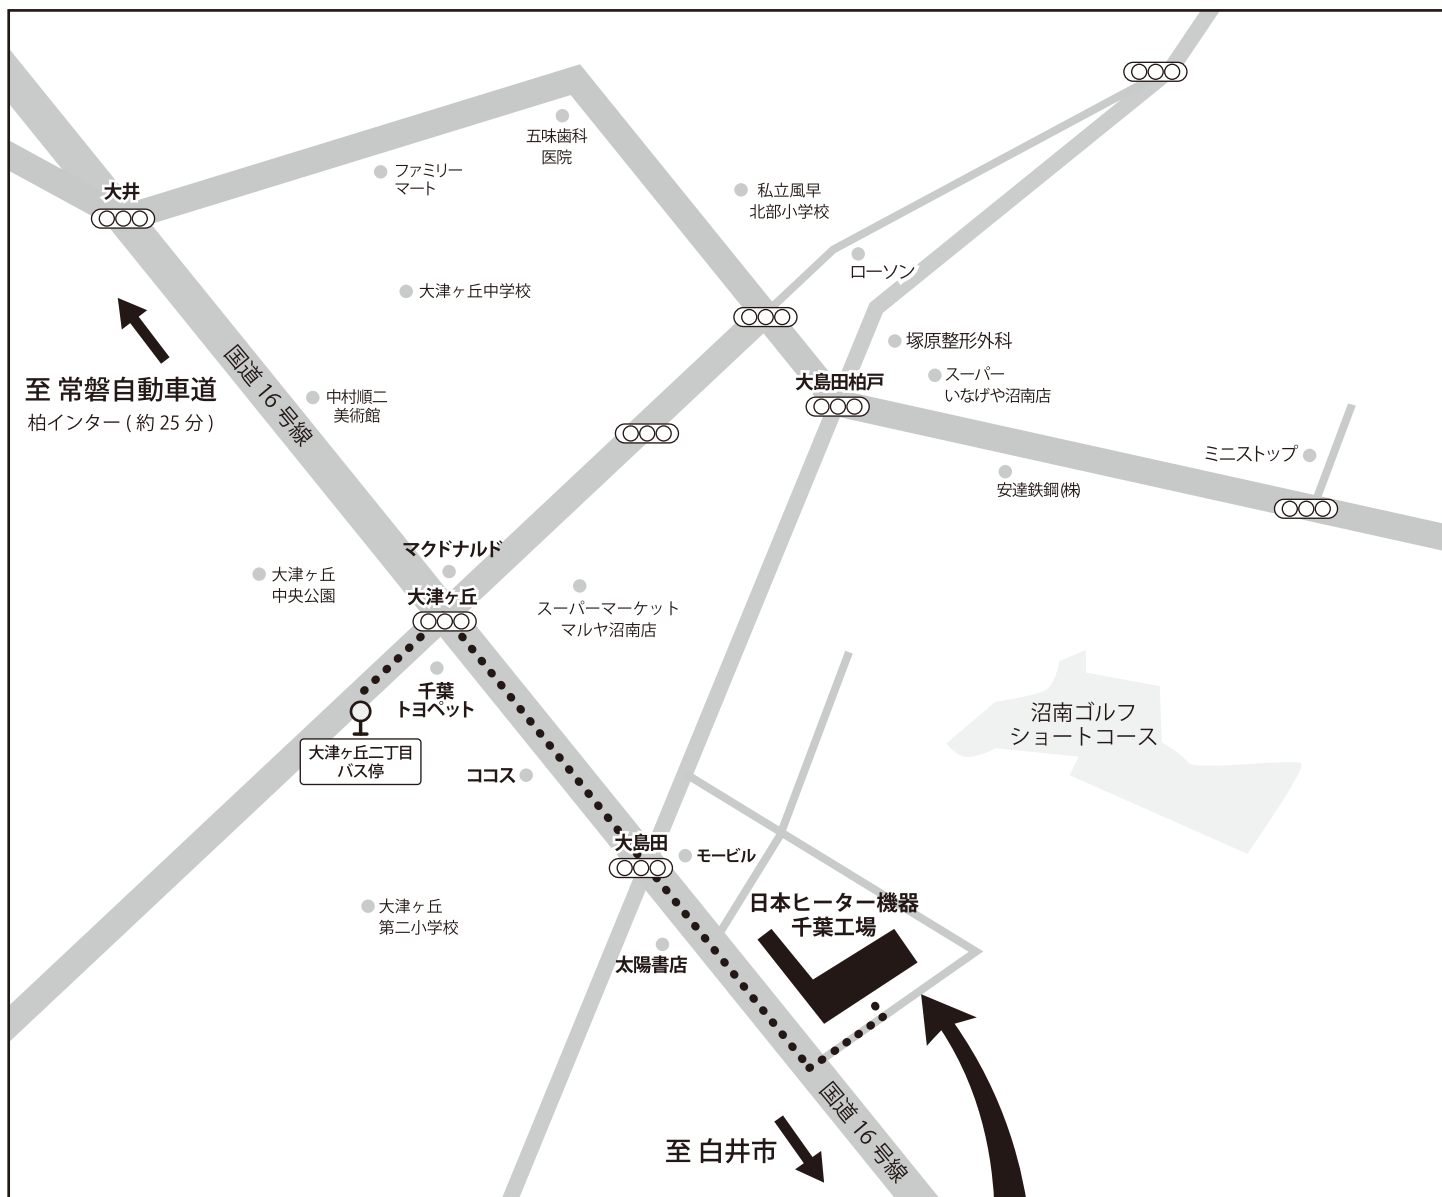 五味歯科
医院
ファミリー
マート
大井
私立風早
北部小学校
ローソン
大津ヶ丘中学校
塚原整形外科
国道 16 号線
至 常磐自動車道
柏インター ( 約 25 分 )
中村順二
美術館
大島田柏戸
スーパー
いなげや沼南店
ミニストップ
安達鉄鋼㈱
マクドナルド
大津ヶ丘
大津ヶ丘
中央公園
スーパーマーケット
マルヤ沼南店
千葉
トヨペット
沼南ゴルフ
ショートコース
大津ヶ丘二丁目
バス停
ココス
大島田
モービル
大津ヶ丘
第二小学校
日本ヒーター機器
千葉工場
太陽書店
国道 16 号線
至 白井市